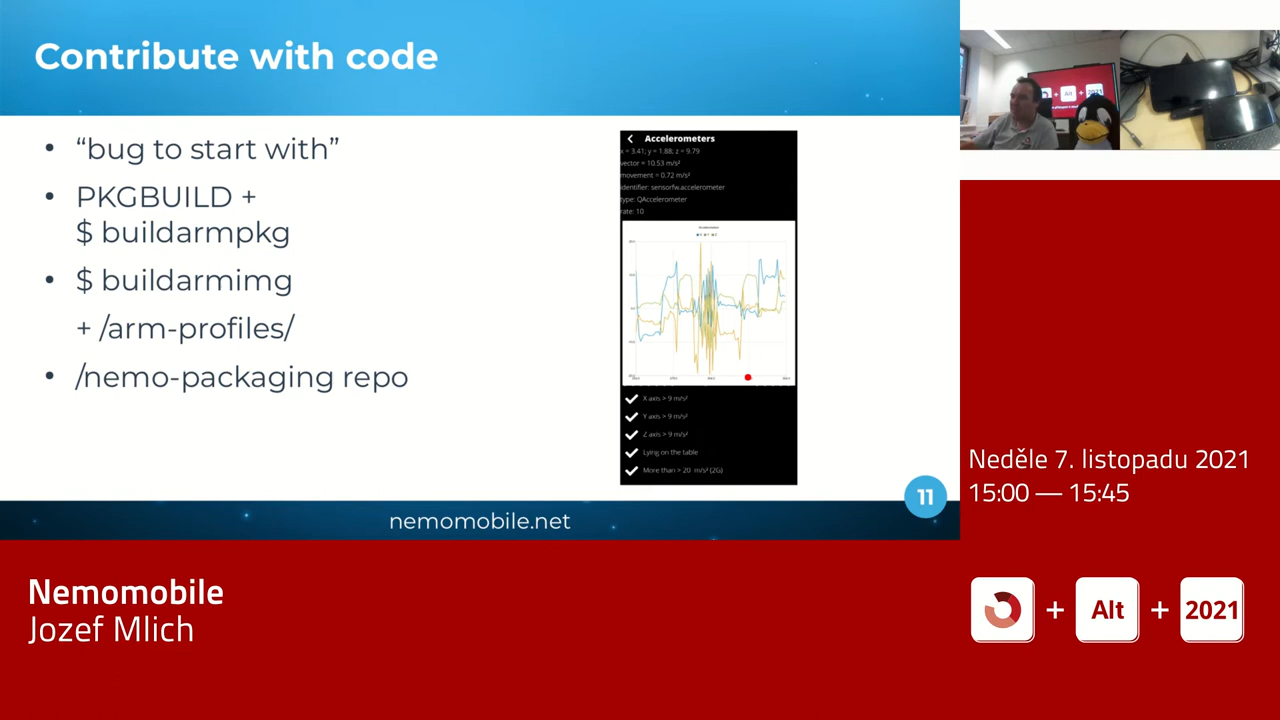 Contribute with code
• “bug to start with”
• PKGBUILD +
$ buildarmpkg
• $ buildarmimg
+ /arm-profiles/
• /nemo-packaging repo
Accelerometers
x = 3.41; y = 1.88; z = 9.79
vector = 10.53 m/s²
movement = 0.72 m/s²
identifier: sensorfw.accelerometer
type: QAccelerometer
rate: 10
Accelerometer
X axis > 9 m/s²
Y axis > 9 m/s²
Z axis > 9 m/s²
Lying on the table
More than > 20 m/s² (2G)
11
nemomobile.net
+ Alt + 2021
Neděle 7. listopadu 2021
15:00 — 15:45
Nemomobile
Jozef Mlich
+ Alt + 2021